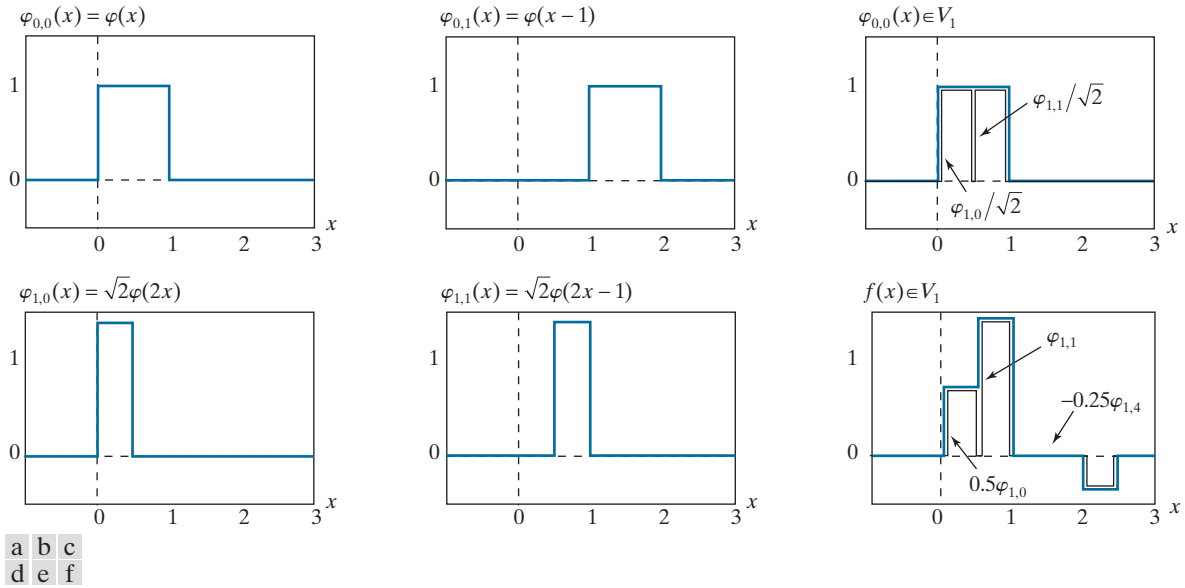 φ₀,₀(x) = φ(x)
1
0
0 1 2 3
x
φ₀,₁(x) = φ(x − 1)
1
0
0 1 2 3
x
φ₀,₀(x) ∈ V₁
1
φ₁,₁/√2
0
φ₁,₀/√2
0 1 2 3
x
φ₁,₀(x) = √2φ(2x)
1
0
0 1 2 3
x
φ₁,₁(x) = √2φ(2x − 1)
1
0
0 1 2 3
x
f(x) ∈ V₁
1
φ₁,₁
−0.25φ₁,₄
0
0.5φ₁,₀
0 1 2 3
x
a b c
d e f